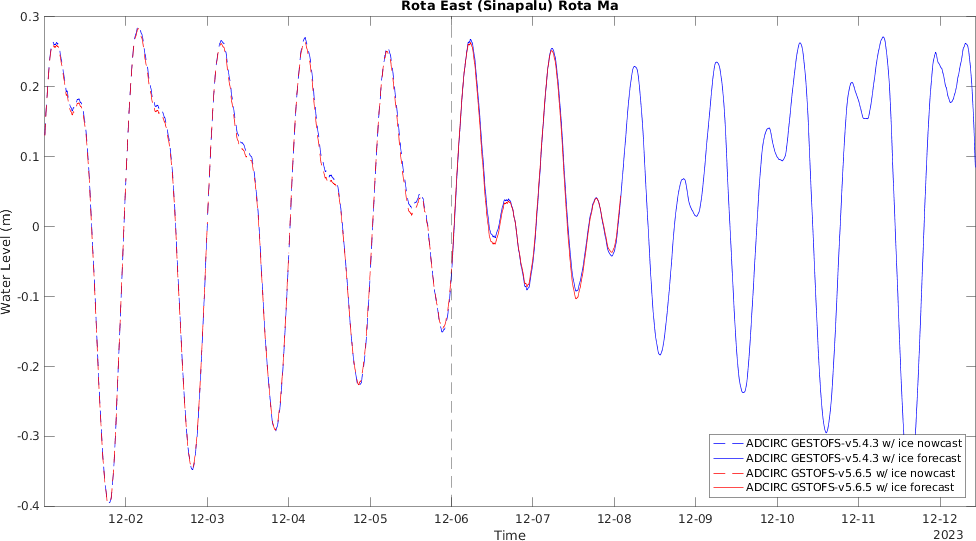 Rota East (Sinapalu) Rota Ma
0.3
0.2
0.1
0
-0.1
-0.2
-0.3
-0.4
Water Level (m)
ADCIRC GESTOFS-v5.4.3 w/ ice nowcast
ADCIRC GESTOFS-v5.4.3 w/ ice forecast
ADCIRC GSTOFS-v5.6.5 w/ ice nowcast
ADCIRC GSTOFS-v5.6.5 w/ ice forecast
12-02 12-03 12-04 12-05 12-06 12-07 12-08 12-09 12-10 12-11 12-12
Time
2023